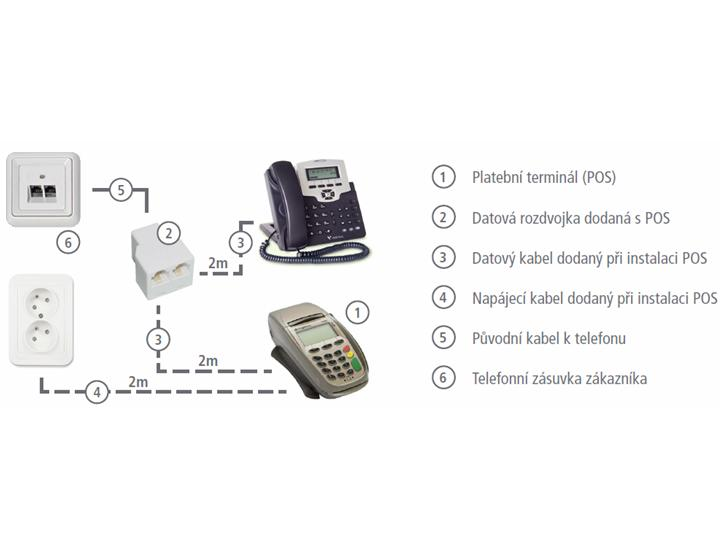 5
6
2
2m
3
1
3
2m
2m
4
1 Platební terminál (POS)
2 Datová rozdvojka dodaná s POS
3 Datový kabel dodaný při instalaci POS
4 Napájecí kabel dodaný při instalaci POS
5 Původní kabel k telefonu
6 Telefonní zásuvka zákazníka